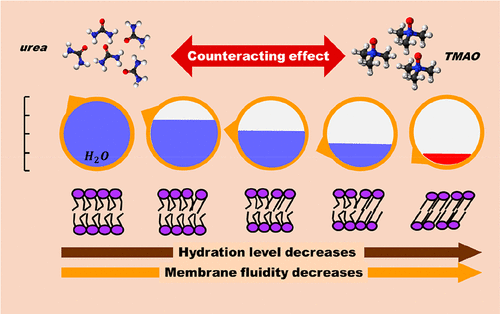 urea
Counteracting effect
TMAO
H₂O
Hydration level decreases
Membrane fluidity decreases